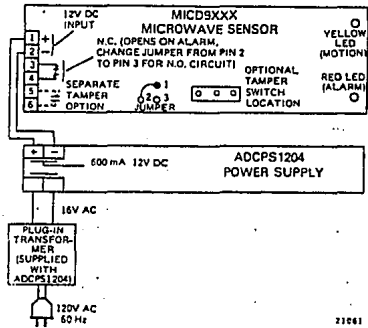 12V DC
INPUT
MICD9XXX
MICROWAVE SENSOR
N.C. (OPENS ON ALARM,
CHANGE JUMPER FROM PIN 2
TO PIN 3 FOR N.O. CIRCUIT)
YELLOW
LED
(MOTION)
1 +
2 -
3
4
5
6
SEPARATE
TAMPER
OPTION
1
2 3
JUMPER
OPTIONAL
TAMPER
SWITCH
LOCATION
RED LED
(ALARM)
+ -
600 mA 12V DC
ADCPS1204
POWER SUPPLY
16V AC
PLUG-IN
TRANSFOR-
MER
(SUPPLIED
WITH
ADCPS1204)
120V AC
60 Hz
21061